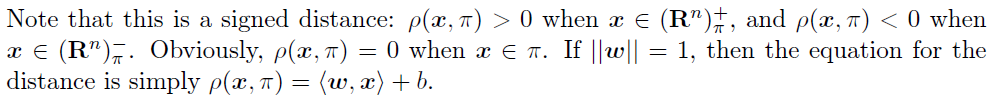 Note that this is a signed distance: ρ(x, π) > 0 when x ∈ (Rⁿ)⁺_π, and ρ(x, π) < 0 when
x ∈ (Rⁿ)⁻_π. Obviously, ρ(x, π) = 0 when x ∈ π. If ||w|| = 1, then the equation for the
distance is simply ρ(x, π) = ⟨w, x⟩ + b.